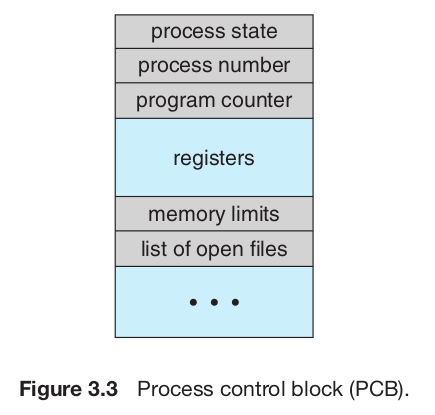 process state
process number
program counter
registers
memory limits
list of open files
• • •
Figure 3.3 Process control block (PCB).